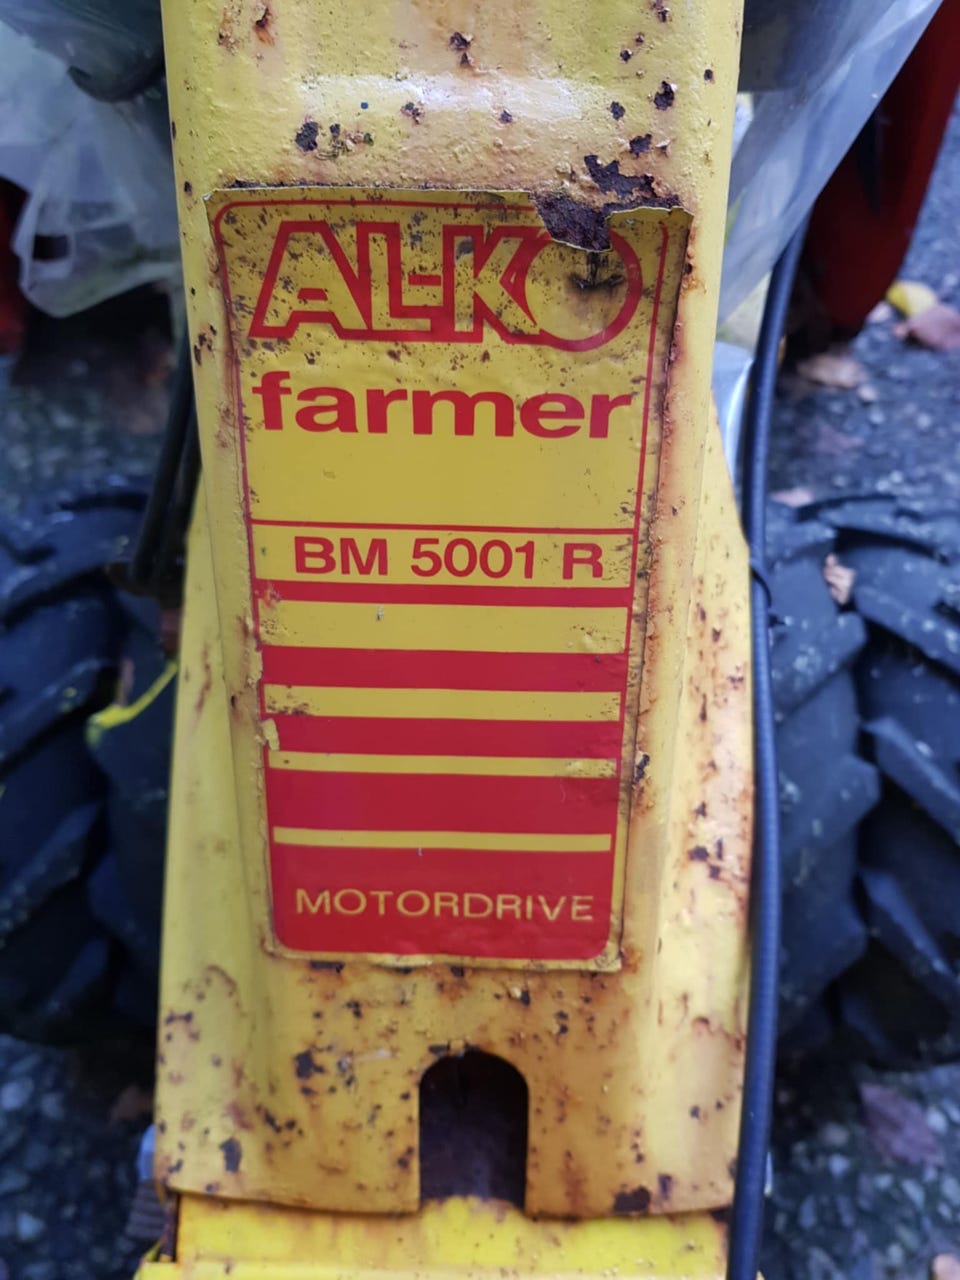 AL-KO
farmer
BM 5001 R
MOTORDRIVE